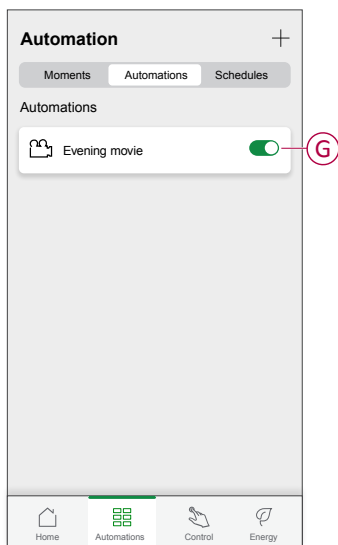 Automation
Moments Automations Schedules
Automations
Evening movie
G
Home Automations Control Energy